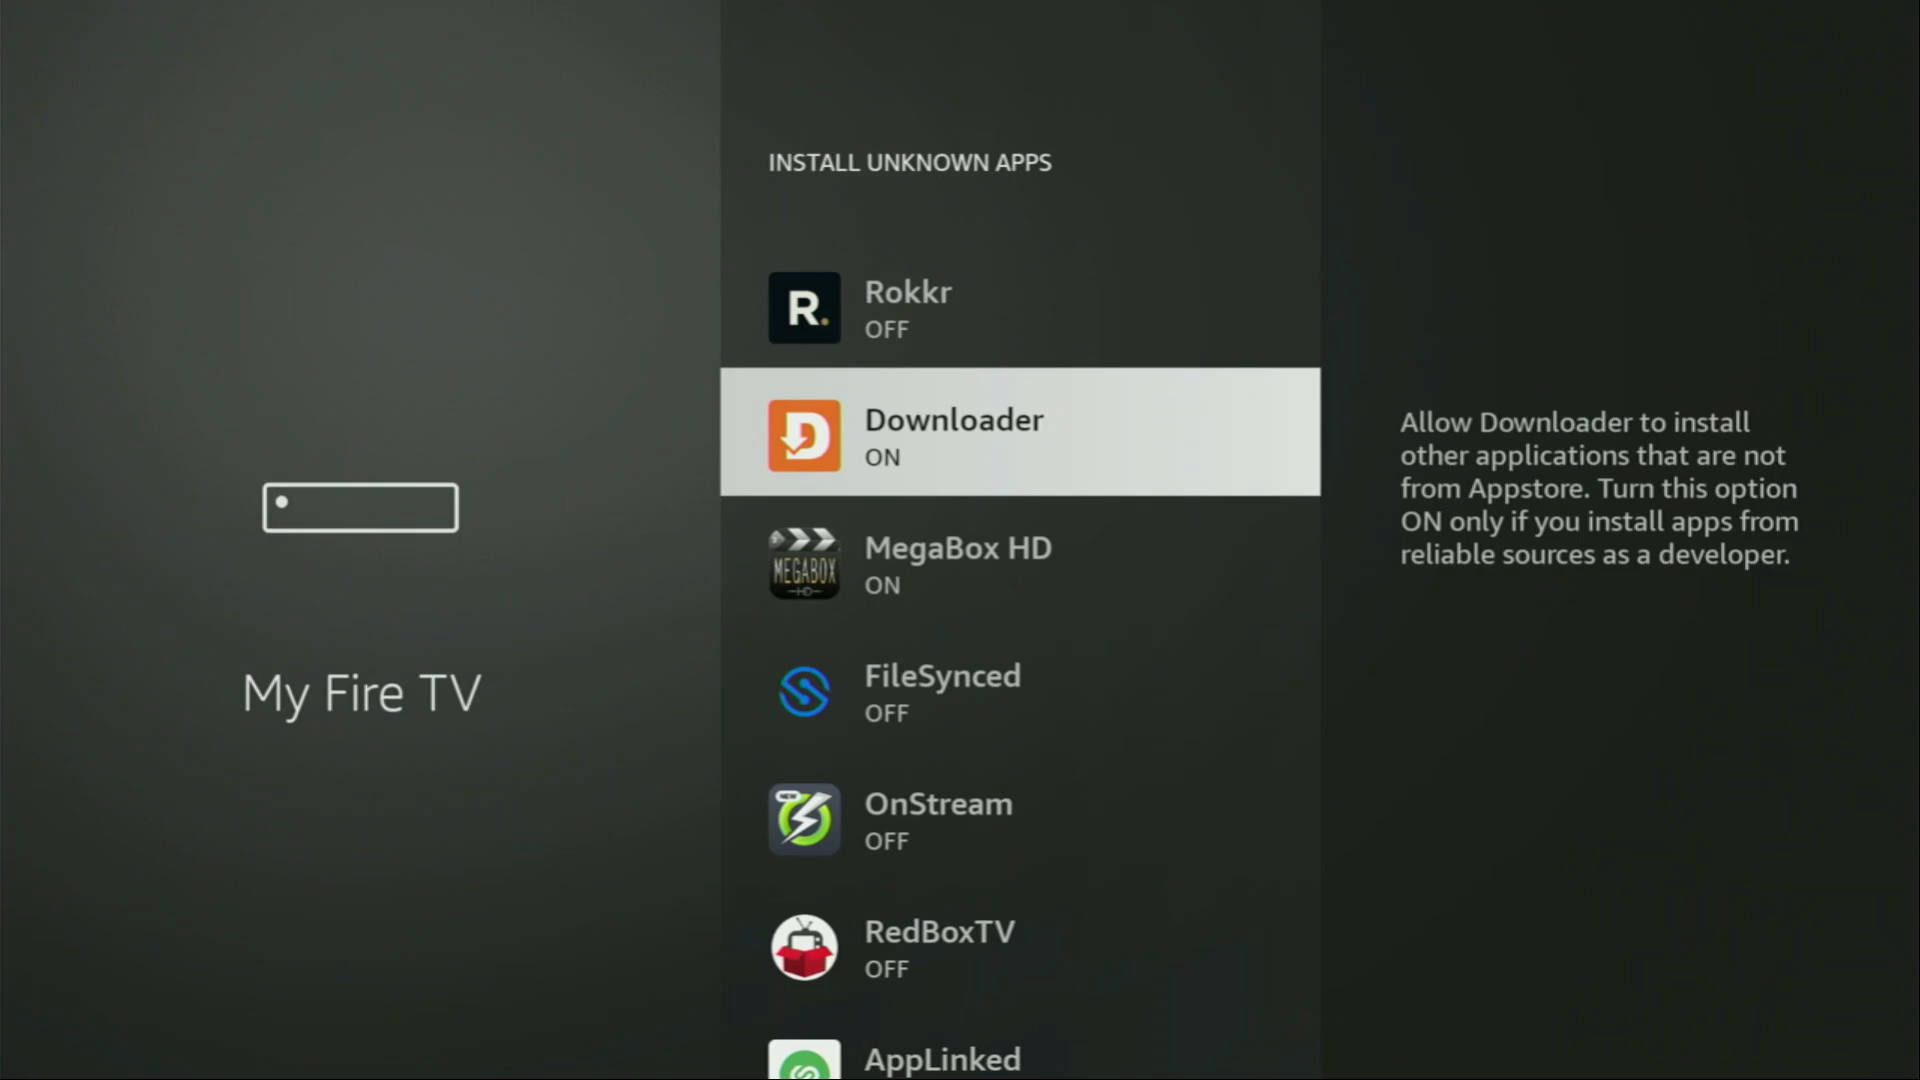 INSTALL UNKNOWN APPS
R.
Rokkr
OFF
D
Downloader
ON
MEGABOX
HD
MegaBox HD
ON
FileSynced
OFF
NEW
OnStream
OFF
RedBoxTV
OFF
AppLinked
My Fire TV
Allow Downloader to install
other applications that are not
from Appstore. Turn this option
ON only if you install apps from
reliable sources as a developer.